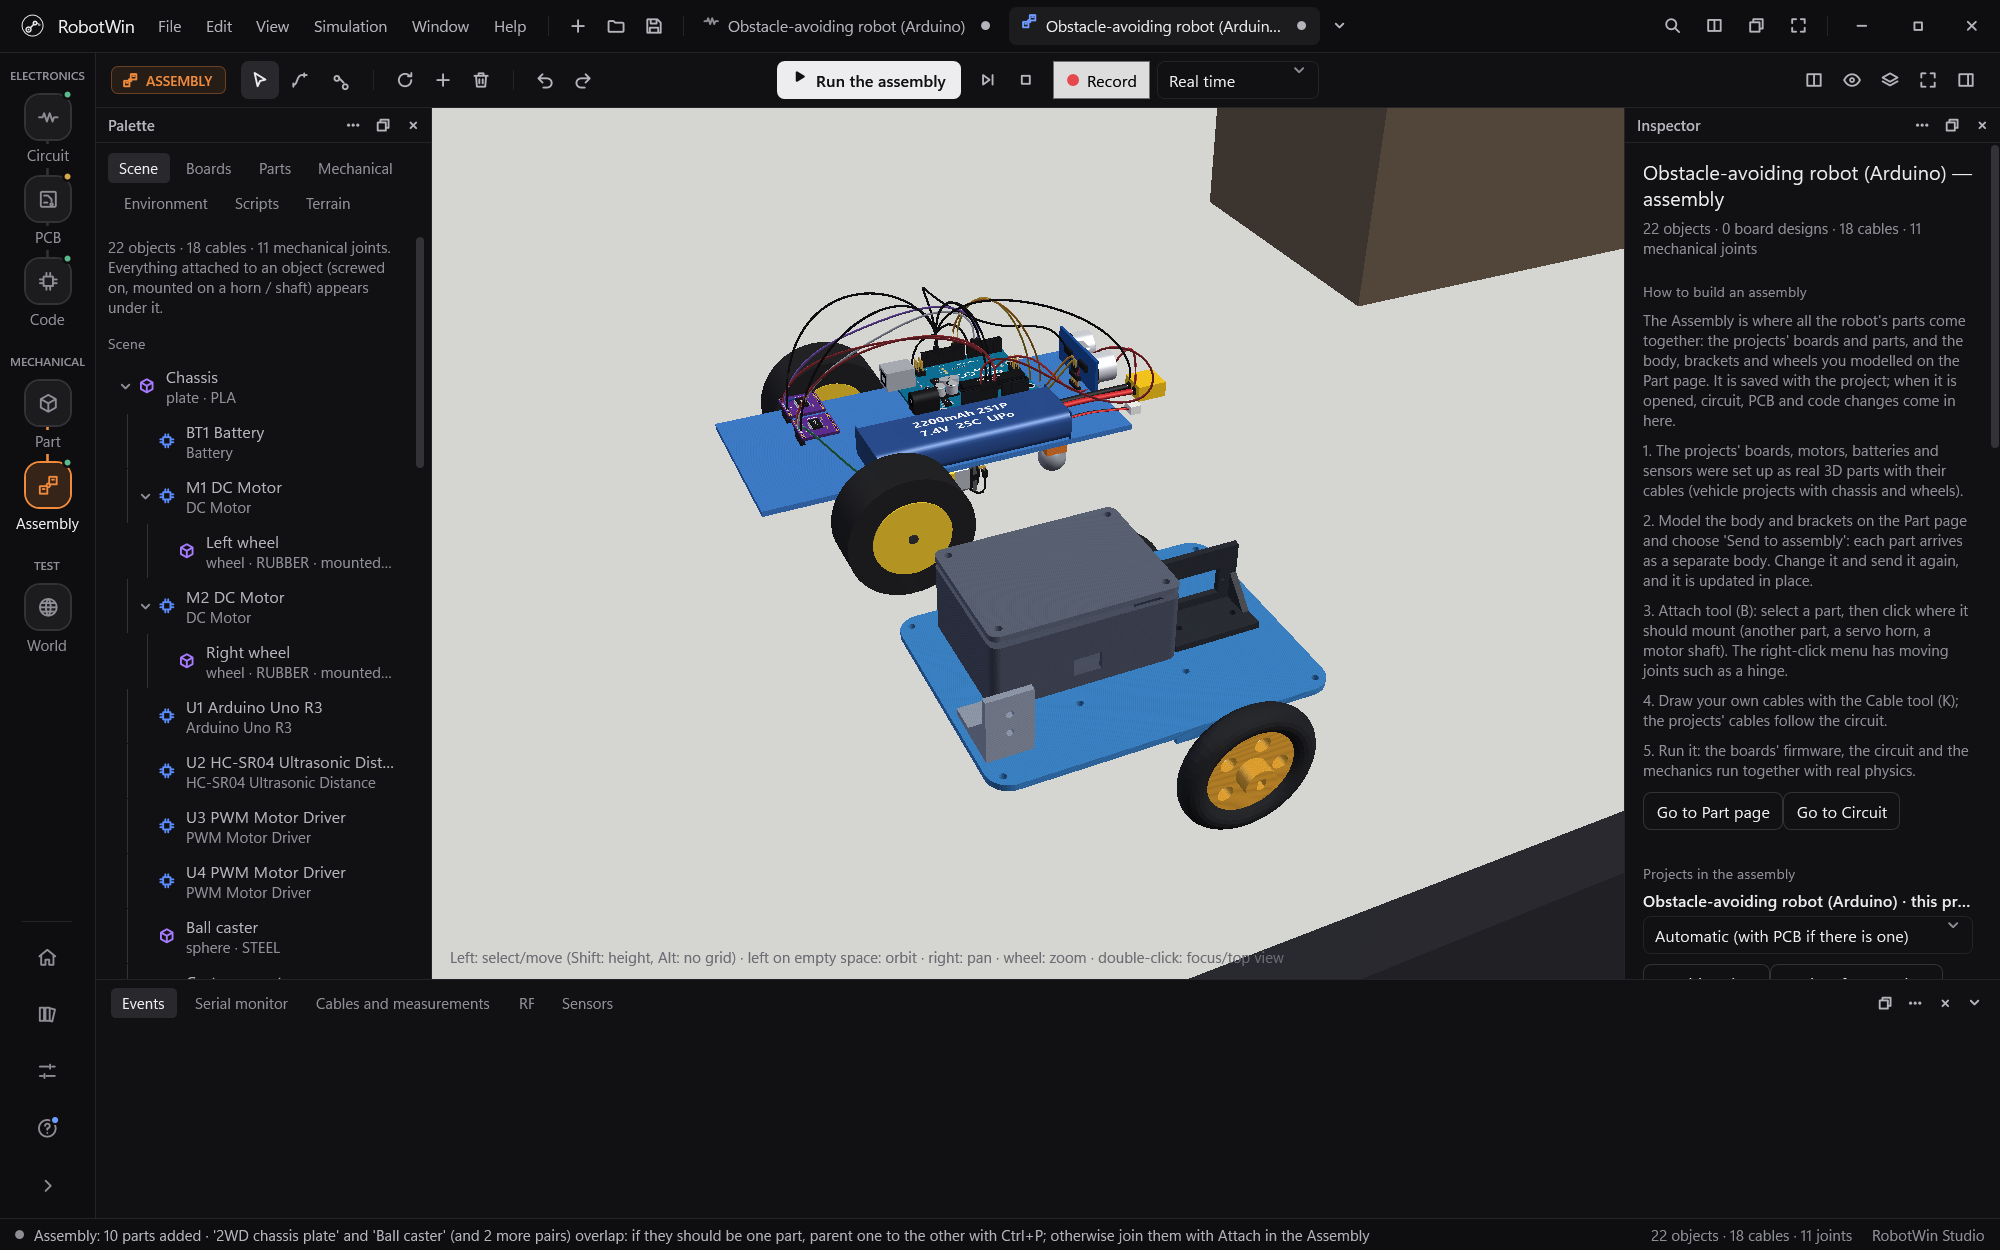 RobotWin File Edit View Simulation Window Help
Obstacle-avoiding robot (Arduino)
Obstacle-avoiding robot (Arduin...
ELECTRONICS
Circuit
PCB
Code
MECHANICAL
Part
Assembly
TEST
World
ASSEMBLY
Run the assembly
Record
Real time
Palette
Scene Boards Parts Mechanical
Environment Scripts Terrain
22 objects · 18 cables · 11 mechanical joints.
Everything attached to an object (screwed
on, mounted on a horn / shaft) appears
under it.
Scene
Chassis
plate · PLA
BT1 Battery
Battery
M1 DC Motor
DC Motor
Left wheel
wheel · RUBBER · mounted...
M2 DC Motor
DC Motor
Right wheel
wheel · RUBBER · mounted...
U1 Arduino Uno R3
Arduino Uno R3
U2 HC-SR04 Ultrasonic Dist...
HC-SR04 Ultrasonic Distance
U3 PWM Motor Driver
PWM Motor Driver
U4 PWM Motor Driver
PWM Motor Driver
Ball caster
sphere · STEEL
2200mAh 2S1P
7.4V 25C LiPo
Left: select/move (Shift: height, Alt: no grid) · left on empty space: orbit · right: pan · wheel: zoom · double-click: focus/top view
Inspector
Obstacle-avoiding robot (Arduino) —
assembly
22 objects · 0 board designs · 18 cables · 11
mechanical joints
How to build an assembly
The Assembly is where all the robot's parts come
together: the projects' boards and parts, and the
body, brackets and wheels you modelled on the
Part page. It is saved with the project; when it is
opened, circuit, PCB and code changes come in
here.
1. The projects' boards, motors, batteries and
sensors were set up as real 3D parts with their
cables (vehicle projects with chassis and wheels).
2. Model the body and brackets on the Part page
and choose 'Send to assembly': each part arrives
as a separate body. Change it and send it again,
and it is updated in place.
3. Attach tool (B): select a part, then click where it
should mount (another part, a servo horn, a
motor shaft). The right-click menu has moving
joints such as a hinge.
4. Draw your own cables with the Cable tool (K);
the projects' cables follow the circuit.
5. Run it: the boards' firmware, the circuit and the
mechanics run together with real physics.
Go to Part page
Go to Circuit
Projects in the assembly
Obstacle-avoiding robot (Arduino) · this pr...
Automatic (with PCB if there is one)
Events Serial monitor Cables and measurements RF Sensors
Assembly: 10 parts added · '2WD chassis plate' and 'Ball caster' (and 2 more pairs) overlap: if they should be one part, parent one to the other with Ctrl+P; otherwise join them with Attach in the Assembly
22 objects · 18 cables · 11 joints RobotWin Studio